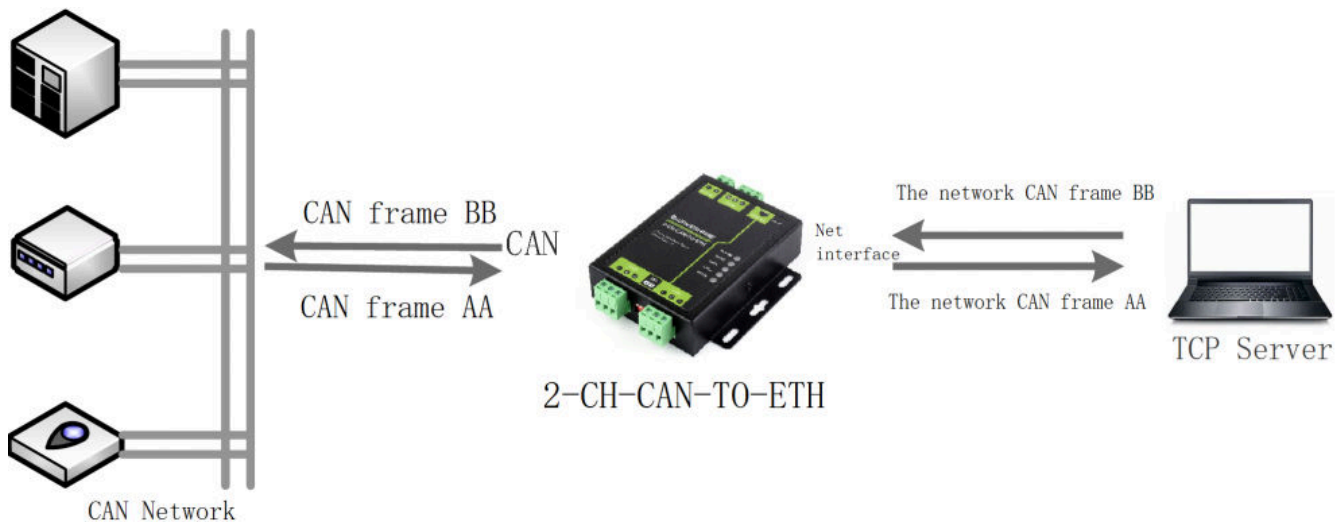 CAN frame BB
CAN
CAN frame AA
CAN Network
2-CH-CAN-TO-ETH
Net
interface
The network CAN frame BB
The network CAN frame AA
TCP Server